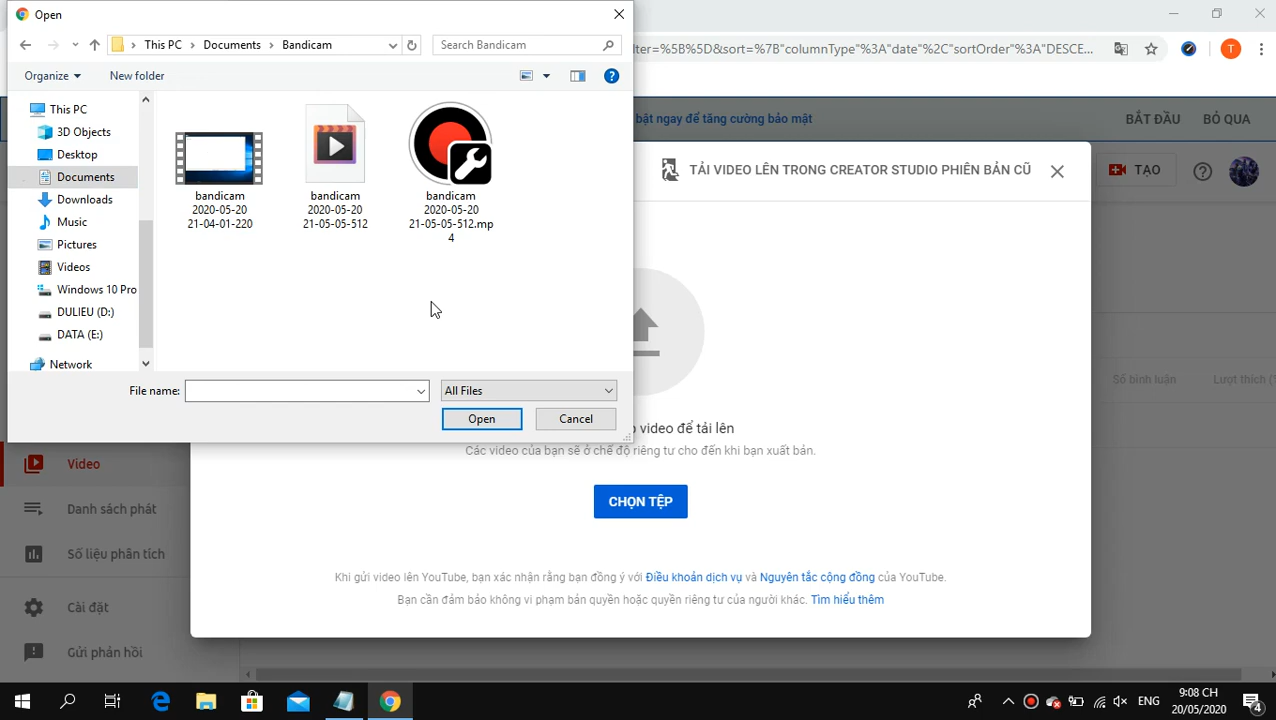 Open
This PC
Documents
Bandicam
Search Bandicam
lter=%5B%5D&sort=%7B"columnType"%3A"date"%2C"sortOrder"%3A"DESCE...
T
Organize
New folder
This PC
3D Objects
Desktop
Documents
Downloads
Music
Pictures
Videos
Windows 10 Pro
DULIEU (D:)
DATA (E:)
Network
bandicam
2020-05-20
21-04-01-220
bandicam
2020-05-20
21-05-05-512
bandicam
2020-05-20
21-05-05-512.mp
4
File name:
All Files
Open
Cancel
bật ngay để tăng cường bảo mật
BẮT ĐẦU
BỎ QUA
TẢI VIDEO LÊN TRONG CREATOR STUDIO PHIÊN BẢN CŨ
TẠO
Số bình luận
Lượt thích (
video để tải lên
Các video của bạn sẽ ở chế độ riêng tư cho đến khi bạn xuất bản.
CHỌN TỆP
Khi gửi video lên YouTube, bạn xác nhận rằng bạn đồng ý với Điều khoản dịch vụ và Nguyên tắc cộng đồng của YouTube.
Bạn cần đảm bảo không vi phạm bản quyền hoặc quyền riêng tư của người khác. Tìm hiểu thêm
Video
Danh sách phát
Số liệu phân tích
Cài đặt
Gửi phản hồi
ENG
9:08 CH
20/05/2020
4